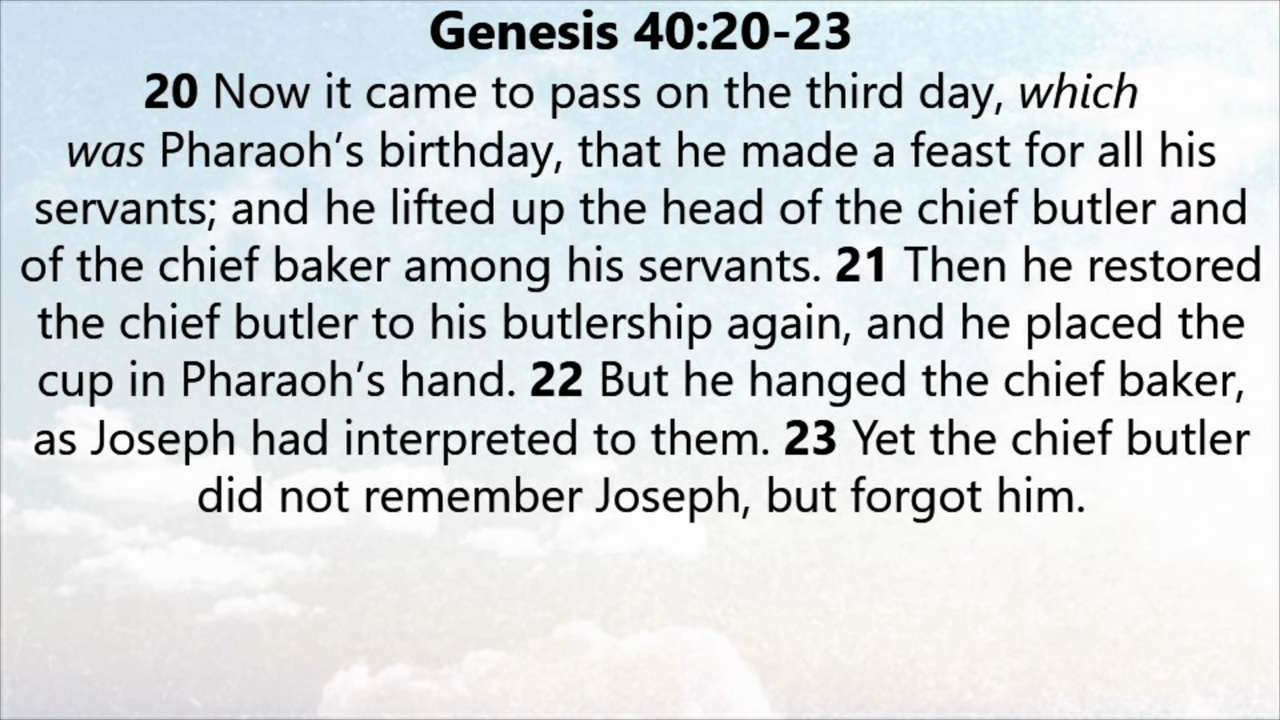 Genesis 40:20-23
20 Now it came to pass on the third day, which
was Pharaoh’s birthday, that he made a feast for all his
servants; and he lifted up the head of the chief butler and
of the chief baker among his servants. 21 Then he restored
the chief butler to his butlership again, and he placed the
cup in Pharaoh’s hand. 22 But he hanged the chief baker,
as Joseph had interpreted to them. 23 Yet the chief butler
did not remember Joseph, but forgot him.